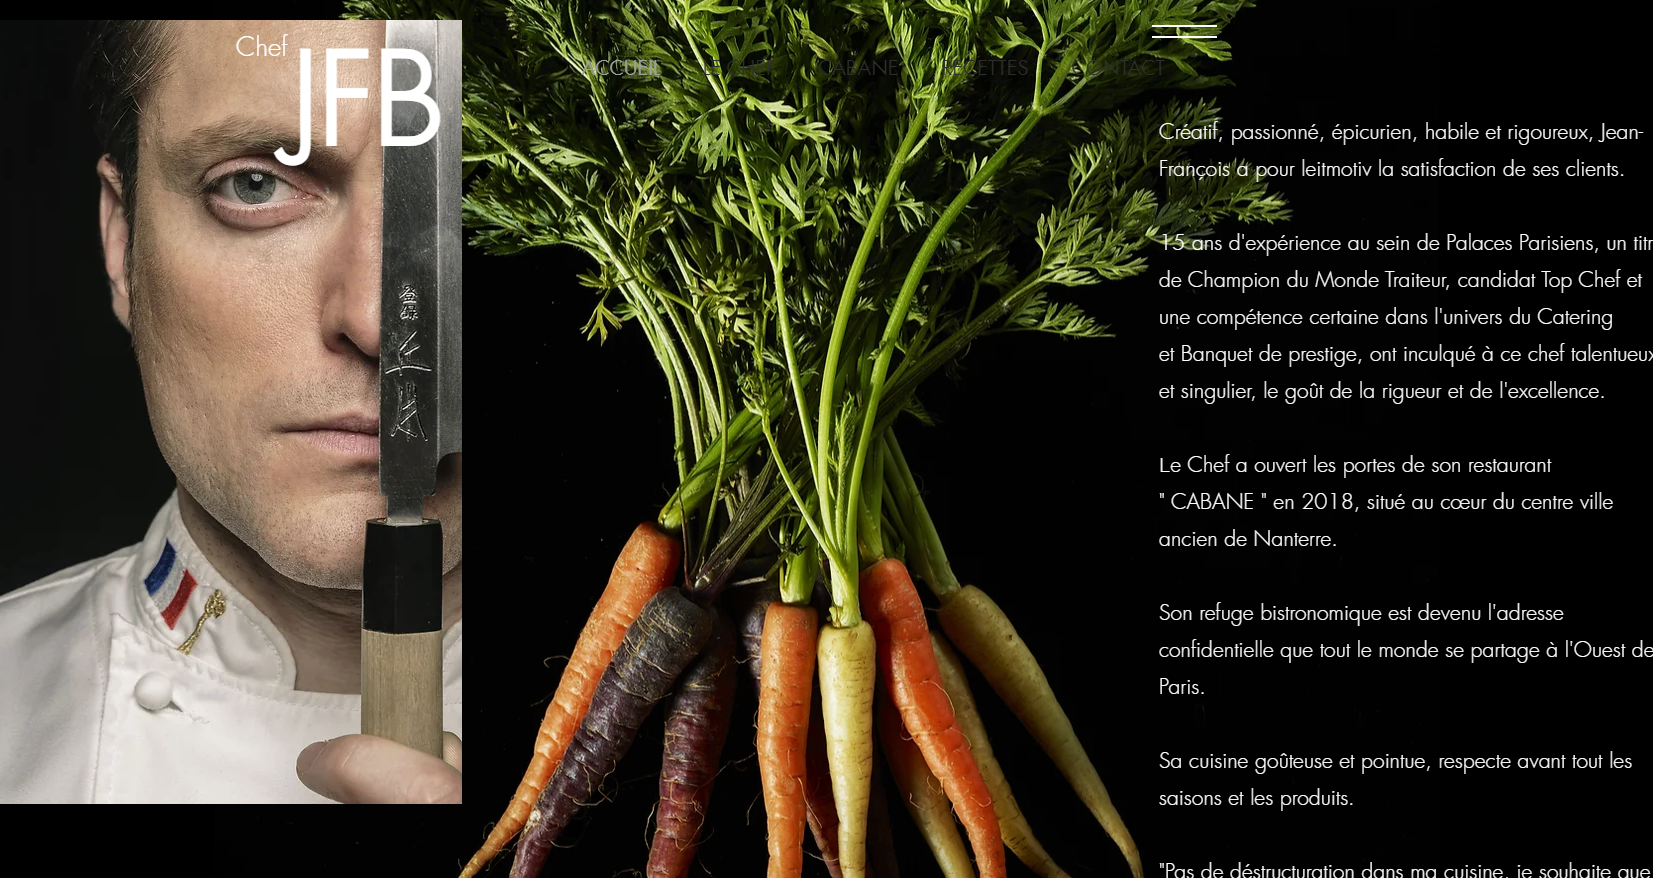 Chef
JFB
ACCUEIL LE CHEF CABANE RECETTES CONTACT
Créatif, passionné, épicurien, habile et rigoureux, Jean-
François a pour leitmotiv la satisfaction de ses clients.
15 ans d'expérience au sein de Palaces Parisiens, un titr
de Champion du Monde Traiteur, candidat Top Chef et
une compétence certaine dans l'univers du Catering
et Banquet de prestige, ont inculqué à ce chef talentueux
et singulier, le goût de la rigueur et de l'excellence.
Le Chef a ouvert les portes de son restaurant
" CABANE " en 2018, situé au cœur du centre ville
ancien de Nanterre.
Son refuge bistronomique est devenu l'adresse
confidentielle que tout le monde se partage à l'Ouest de
Paris.
Sa cuisine goûteuse et pointue, respecte avant tout les
saisons et les produits.
"Pas de déstructuration dans ma cuisine, je souhaite que